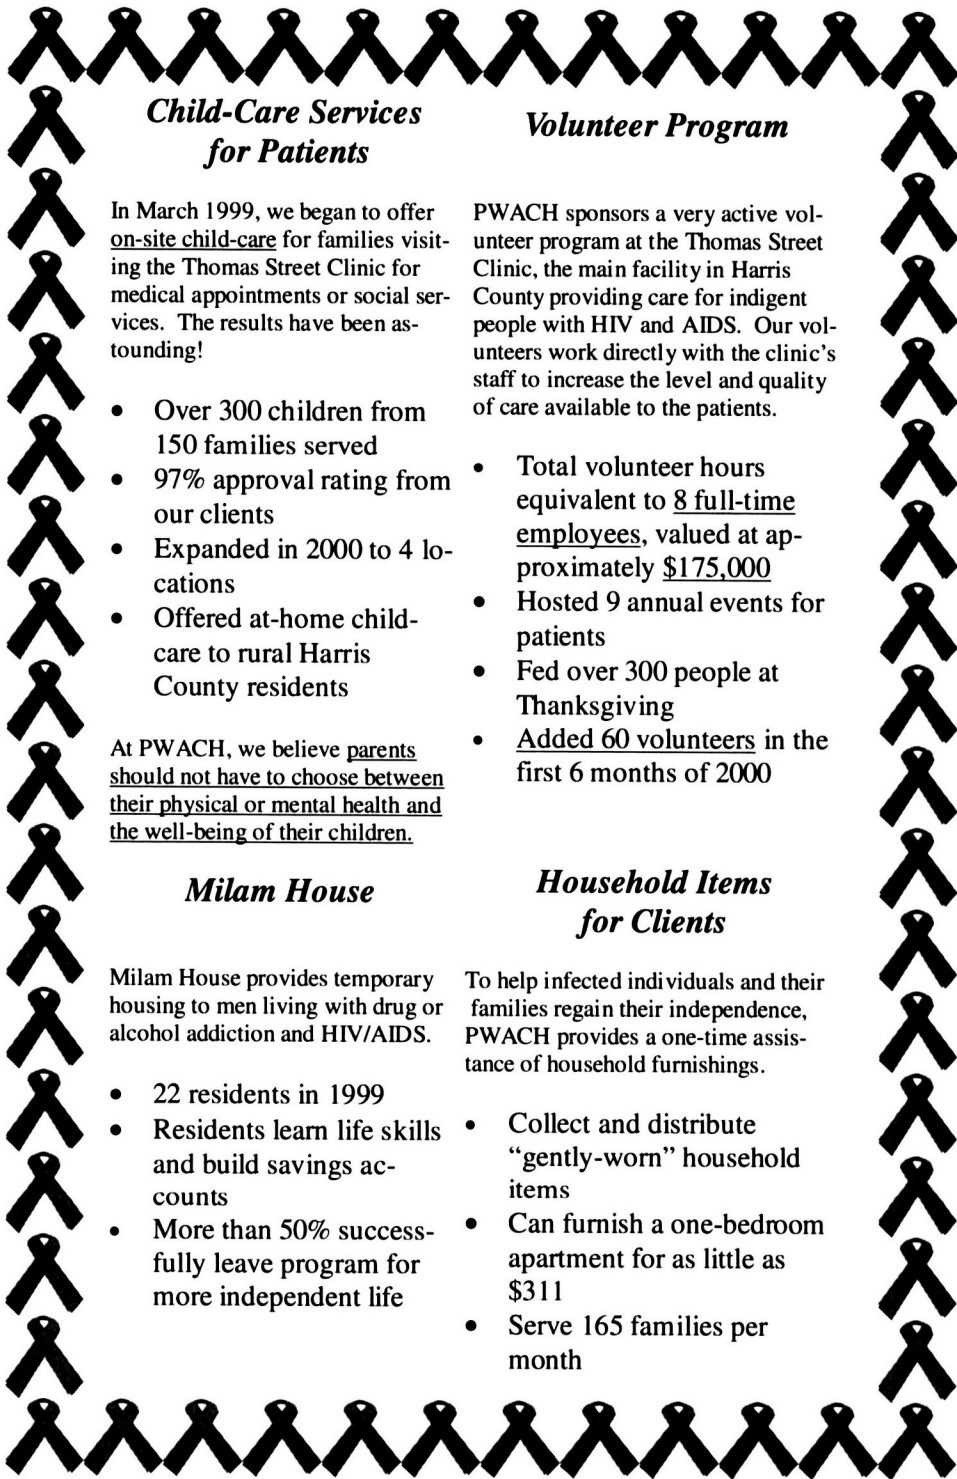 Child-Care Services
for Patients
In March 1999, we began to offer
on-site child-care for families visit-
ing the Thomas Street Clinic for
medical appointments or social ser-
vices.  The results have been as-
tounding!
• Over 300 children from
150 families served
• 97% approval rating from
our clients
• Expanded in 2000 to 4 lo-
cations
• Offered at-home child-
care to rural Harris
County residents
At PWACH, we believe parents
should not have to choose between
their physical or mental health and
the well-being of their children.
Milam House
Milam House provides temporary
housing to men living with drug or
alcohol addiction and HIV/AIDS.
• 22 residents in 1999
• Residents learn life skills
and build savings ac-
counts
• More than 50% success-
fully leave program for
more independent life
Volunteer Program
PWACH sponsors a very active vol-
unteer program at the Thomas Street
Clinic, the main facility in Harris
County providing care for indigent
people with HIV and AIDS.  Our vol-
unteers work directly with the clinic's
staff to increase the level and quality
of care available to the patients.
• Total volunteer hours
equivalent to 8 full-time
employees, valued at ap-
proximately $175,000
• Hosted 9 annual events for
patients
• Fed over 300 people at
Thanksgiving
• Added 60 volunteers in the
first 6 months of 2000
Household Items
for Clients
To help infected individuals and their
families regain their independence,
PWACH provides a one-time assis-
tance of household furnishings.
• Collect and distribute
“gently-worn” household
items
• Can furnish a one-bedroom
apartment for as little as
$311
• Serve 165 families per
month